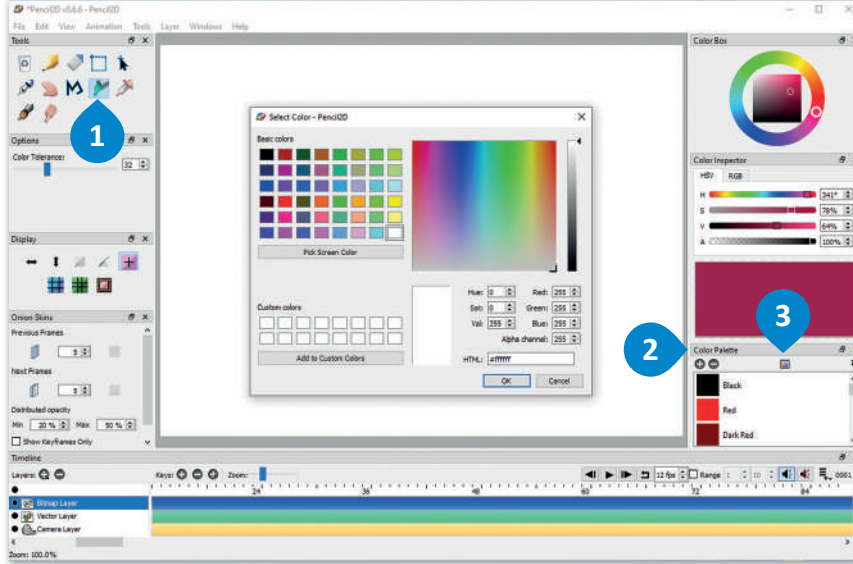 *Pencil2D v0.6.6 - Pencil2D
File Edit View Animation Tools Layer Windows Help
Tools
1
Options
Color Tolerance:
32
Display
Onion Skins
Previous Frames
5
Next Frames
5
Distributed opacity
Min 20 % Max 50 %
Show Keyframes Only
Select Color - Pencil2D
Basic colors
Pick Screen Color
Custom colors
Add to Custom Colors
Hue: 0 Red: 255
Sat: 0 Green: 255
Val: 255 Blue: 255
Alpha channel: 255
HTML: #ffffff
OK Cancel
Color Box
Color Inspector
HSV RGB
H 341°
S 78%
V 64%
A 100%
2
3
Color Palette
Black
Red
Dark Red
Timeline
Layers: Keys: Zoom: 12 fps Range 1 10 0001
24 36 48 60 72 84
Bitmap Layer
Vector Layer
Camera Layer
Zoom: 100.0%